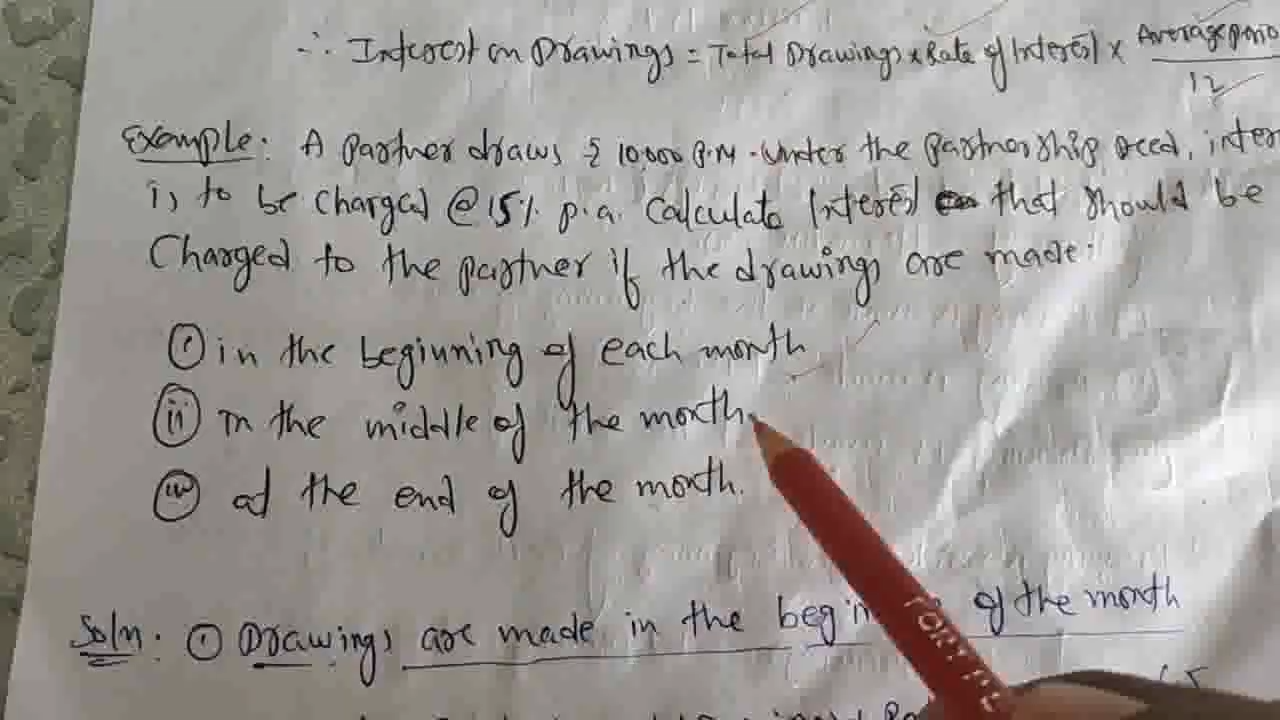 ∴ Interest on Drawings = Total Drawings × Rate of Interest × Average perio
12
Example: A partner draws ₹ 10,000 P.M. Under the partnership deed, inter
is to be charged @ 15% p.a. Calculate Interest that should be
Charged to the partner if the drawings are made:
(i) in the beginning of each month
(ii) in the middle of the month.
(iii) at the end of the month.
Soln: (i) Drawings are made in the begin of the month